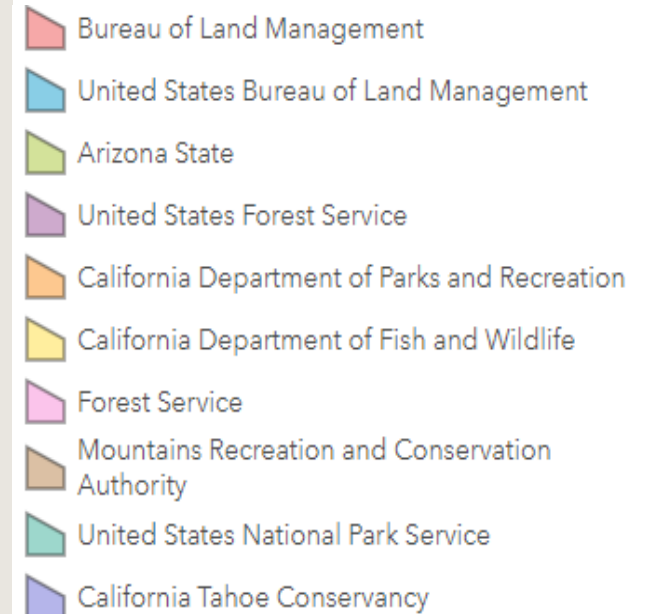 Bureau of Land Management
United States Bureau of Land Management
Arizona State
United States Forest Service
California Department of Parks and Recreation
California Department of Fish and Wildlife
Forest Service
Mountains Recreation and Conservation
Authority
United States National Park Service
California Tahoe Conservancy